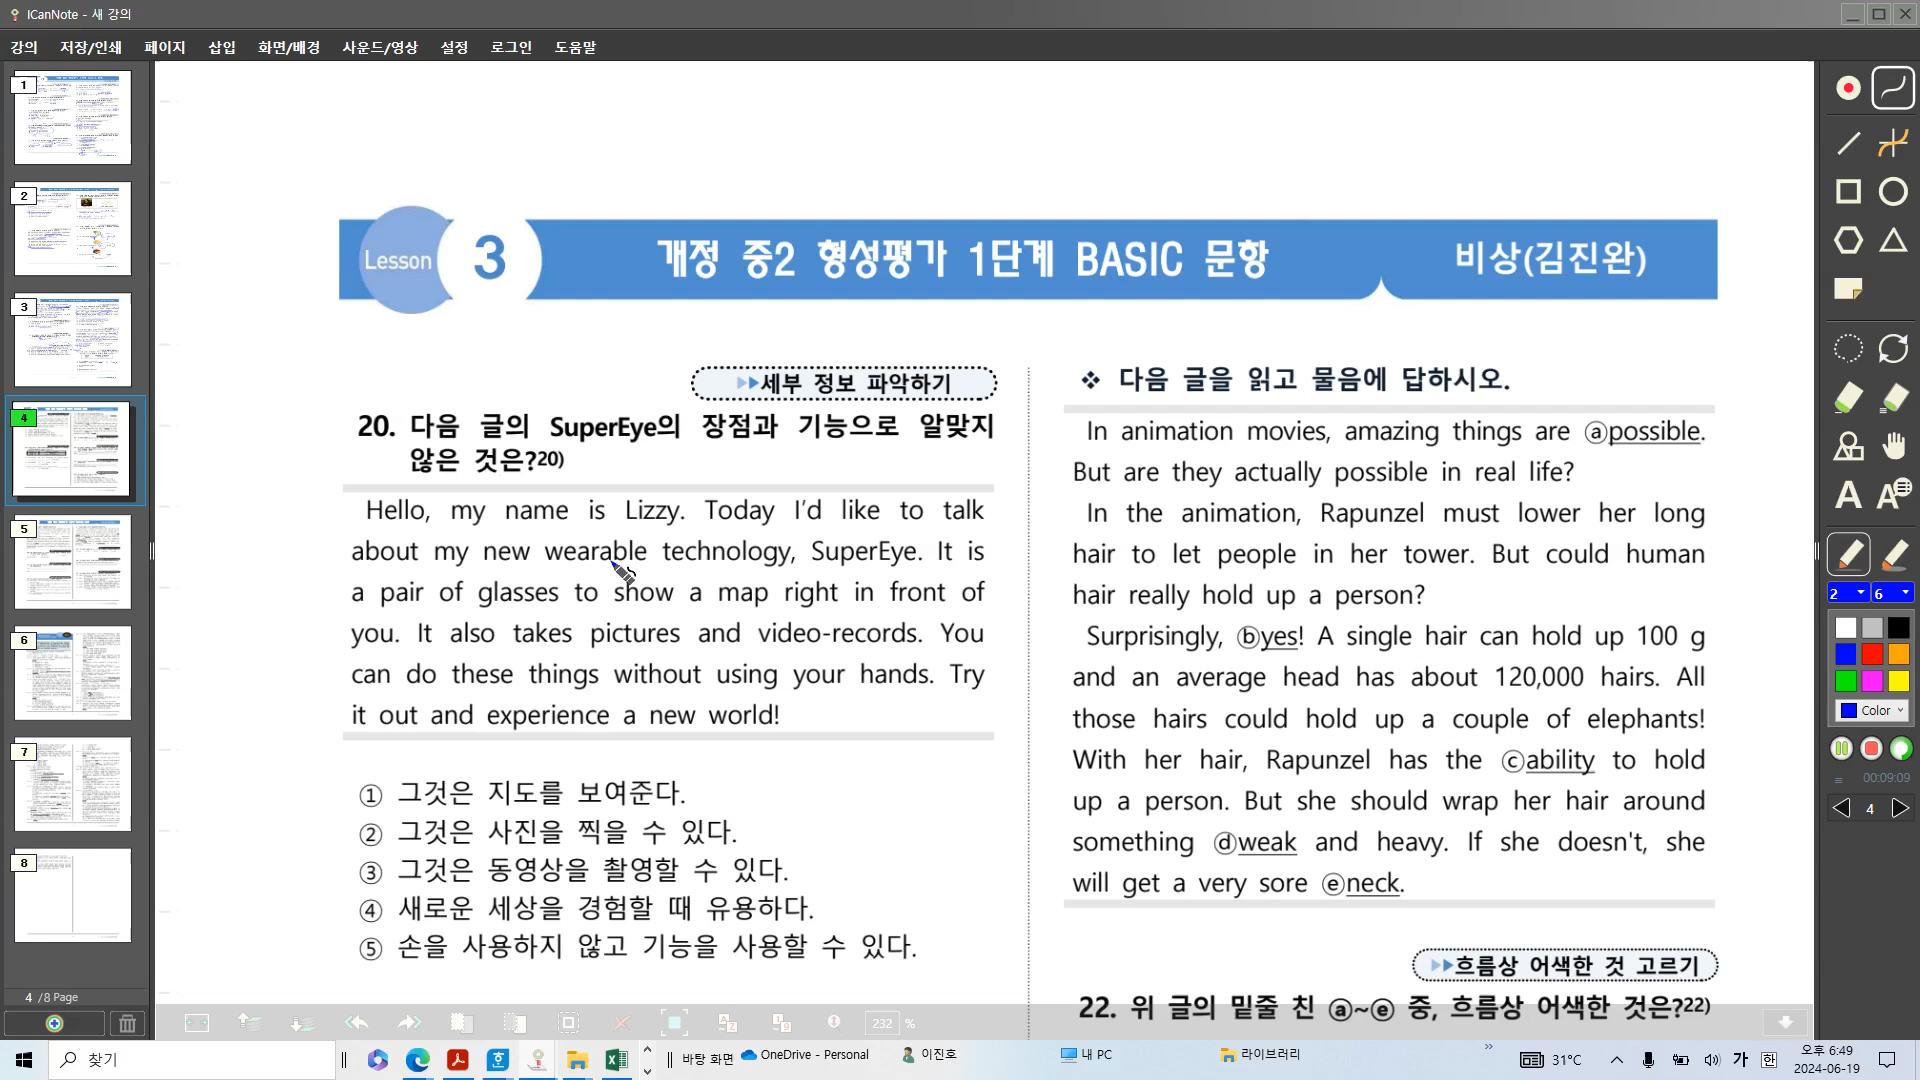 ICanNote - 새 강의
강의 저장/인쇄 페이지 삽입 화면/배경 사운드/영상 설정 로그인 도움말
1
2
3
4
5
6
7
8
4 /8 Page
Lesson 3 개정 중2 형성평가 1단계 BASIC 문항 비상(김진완)
▶▶세부 정보 파악하기
20. 다음 글의 SuperEye의 장점과 기능으로 알맞지
않은 것은?20)
Hello, my name is Lizzy. Today I'd like to talk
about my new wearable technology, SuperEye. It is
a pair of glasses to show a map right in front of
you. It also takes pictures and video-records. You
can do these things without using your hands. Try
it out and experience a new world!
① 그것은 지도를 보여준다.
② 그것은 사진을 찍을 수 있다.
③ 그것은 동영상을 촬영할 수 있다.
④ 새로운 세상을 경험할 때 유용하다.
⑤ 손을 사용하지 않고 기능을 사용할 수 있다.
❖ 다음 글을 읽고 물음에 답하시오.
In animation movies, amazing things are ⓐpossible.
But are they actually possible in real life?
In the animation, Rapunzel must lower her long
hair to let people in her tower. But could human
hair really hold up a person?
Surprisingly, ⓑyes! A single hair can hold up 100 g
and an average head has about 120,000 hairs. All
those hairs could hold up a couple of elephants!
With her hair, Rapunzel has the ⓒability to hold
up a person. But she should wrap her hair around
something ⓓweak and heavy. If she doesn't, she
will get a very sore ⓔneck.
▶▶흐름상 어색한 것 고르기
22. 위 글의 밑줄 친 ⓐ~ⓔ 중, 흐름상 어색한 것은?22)
2 6
Color
00:09:09
4
232 %
찾기
바탕 화면 OneDrive - Personal 이진호 내 PC 라이브러리
31°C 가 한
오후 6:49
2024-06-19